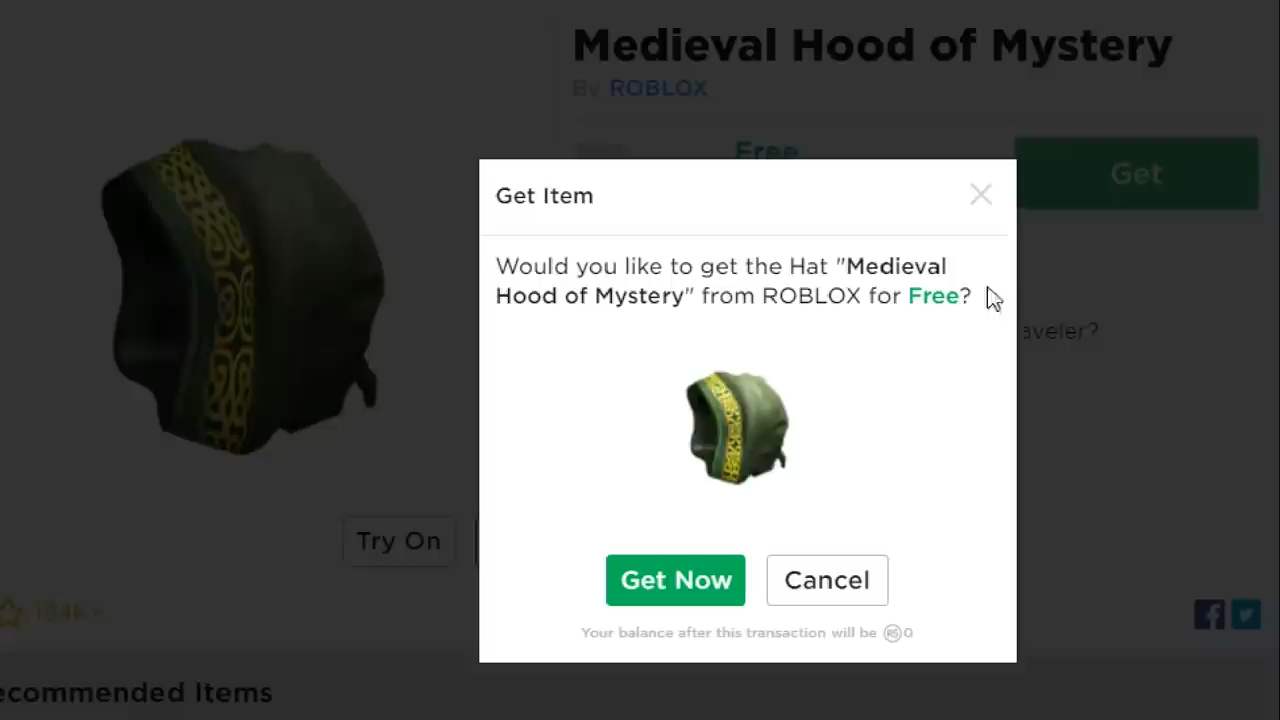 Medieval Hood of Mystery
By ROBLOX
Free
Get
Get Item
Would you like to get the Hat "Medieval
Hood of Mystery" from ROBLOX for Free?
aveler?
Try On
Get Now
Cancel
Your balance after this transaction will be R$ 0
ecommended Items